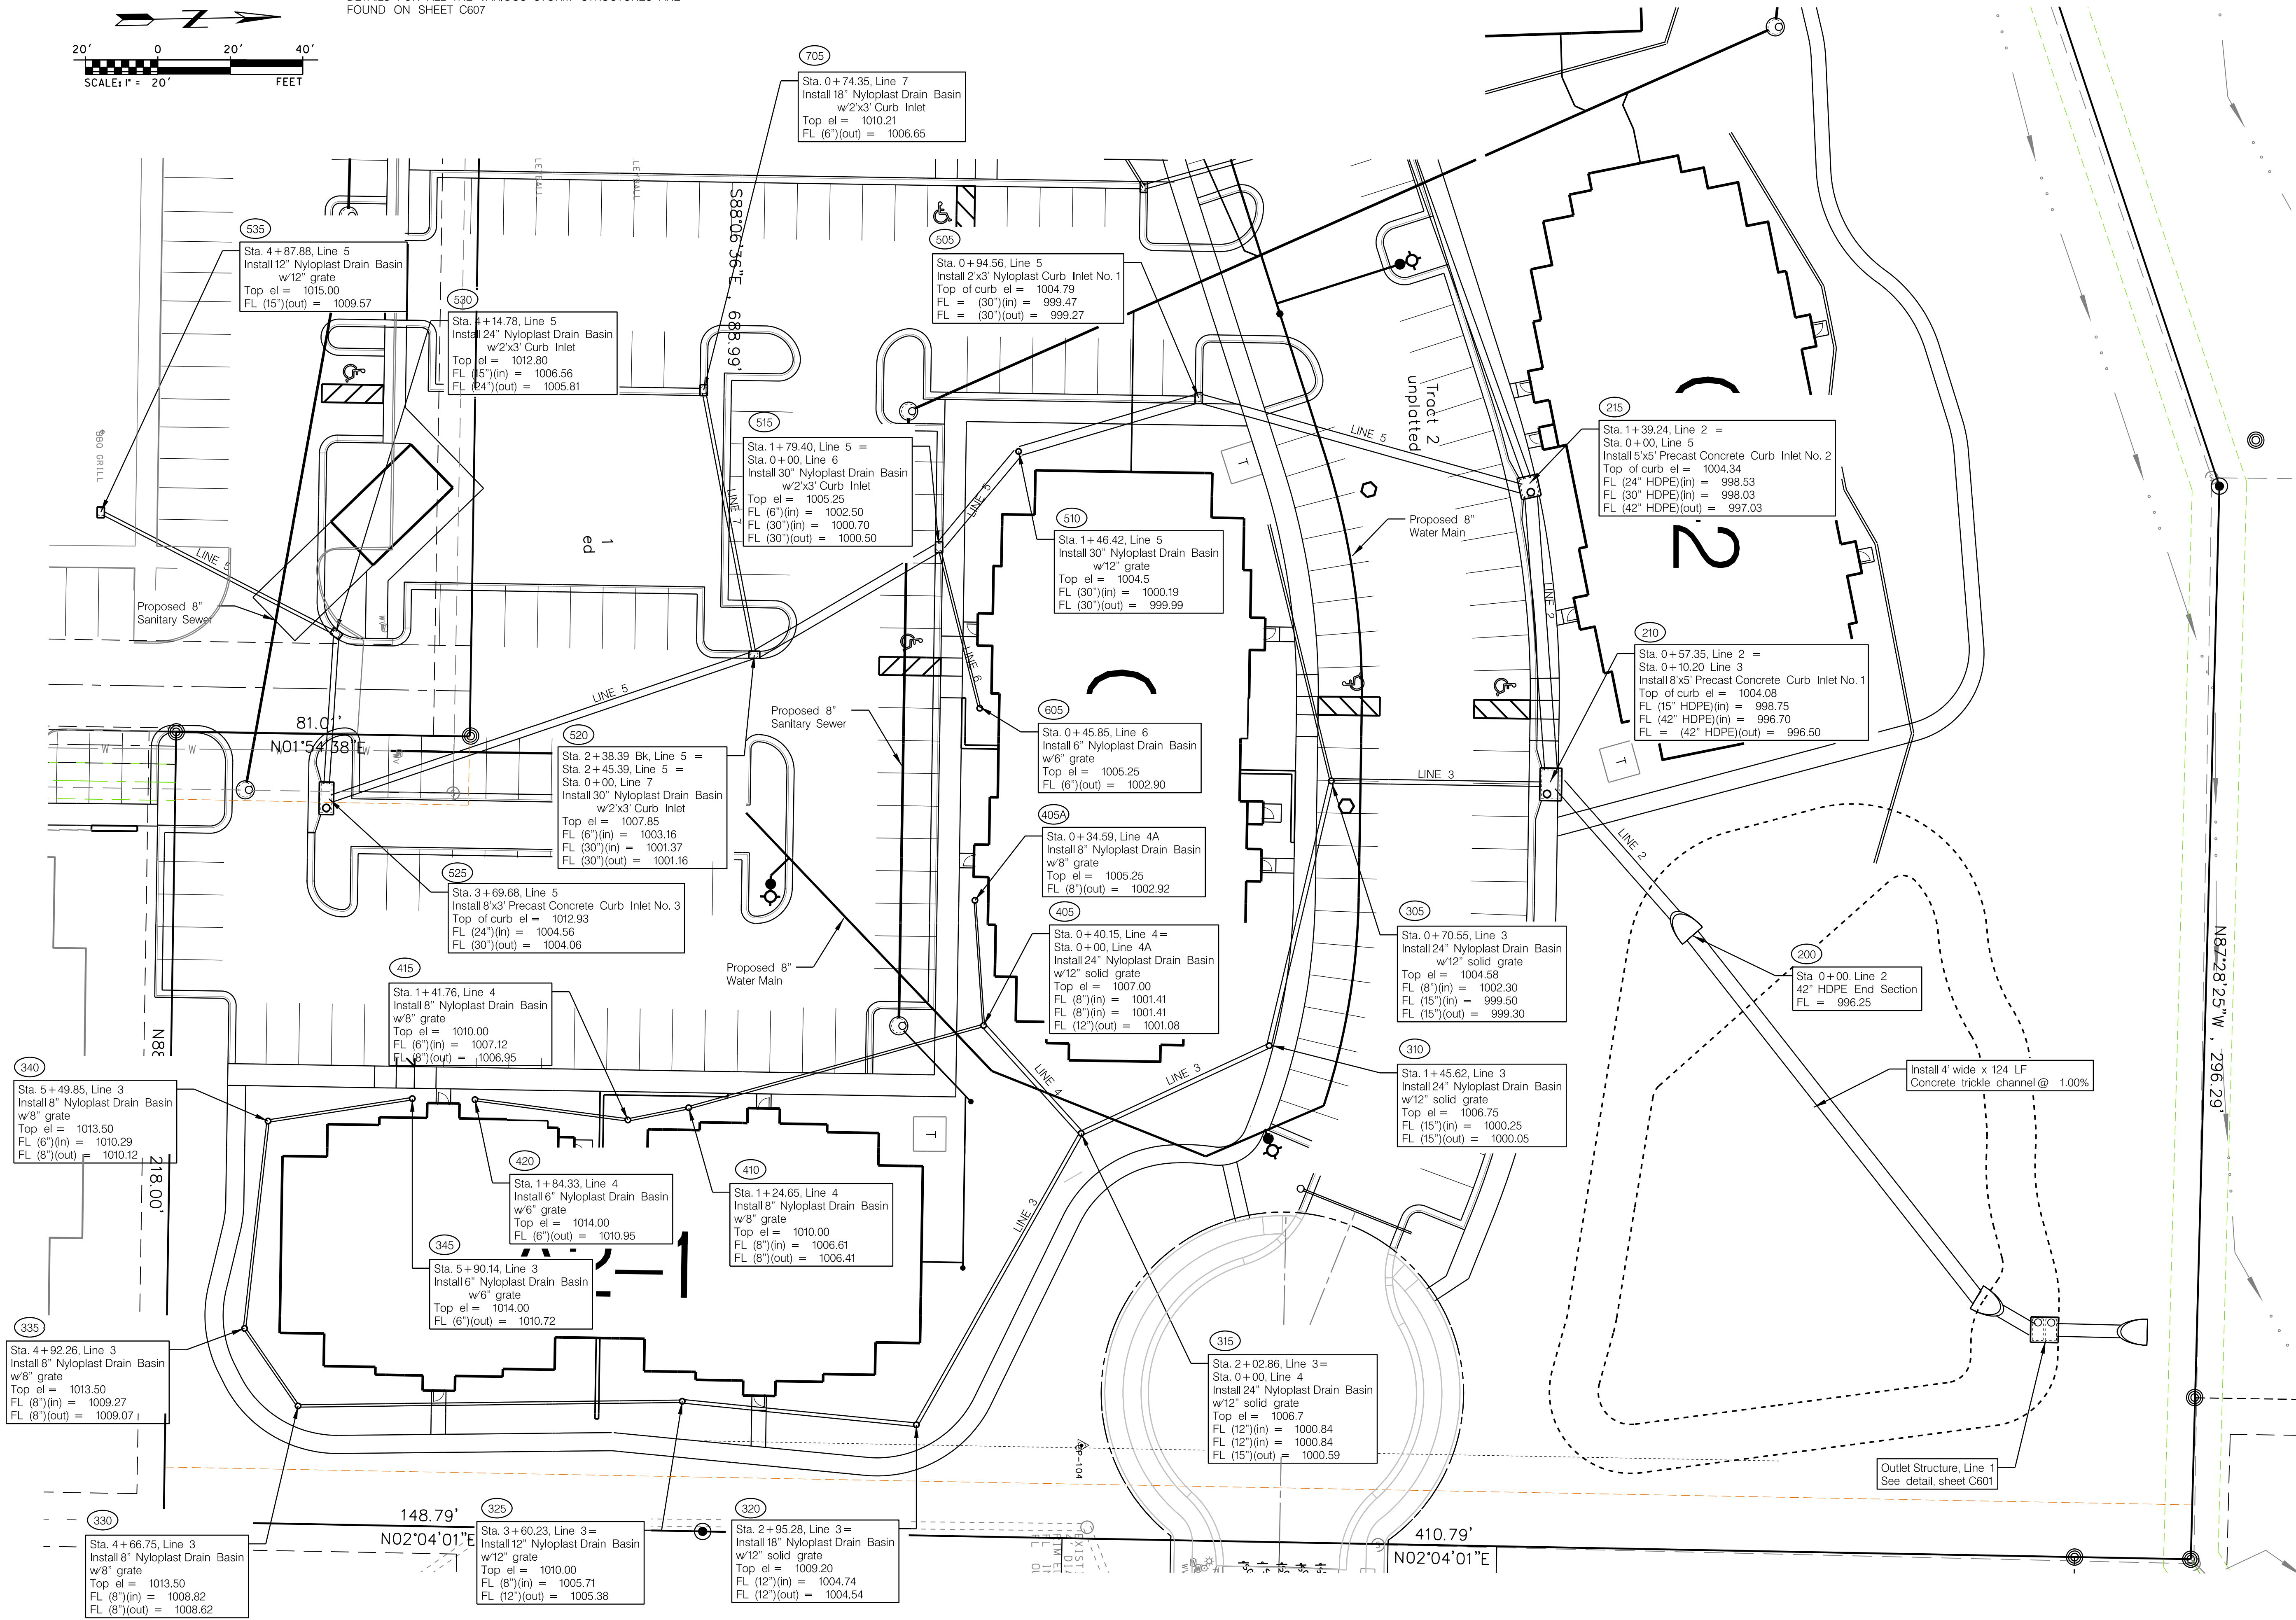 FOUND ON SHEET C607
N
20' 0 20' 40'
SCALE: 1" = 20' FEET
705
Sta. 0+74.35, Line 7
Install 18" Nyloplast Drain Basin
w/2'x3' Curb Inlet
Top el = 1010.21
FL (6")(out) = 1006.65
535
Sta. 4+87.88, Line 5
Install 12" Nyloplast Drain Basin
w/12" grate
Top el = 1015.00
FL (15")(out) = 1009.57
530
Sta. 4+14.78, Line 5
Install 24" Nyloplast Drain Basin
w/2'x3' Curb Inlet
Top el = 1012.80
FL (15")(in) = 1006.56
FL (24")(out) = 1005.81
S88°06'36"E, 688.99'
505
Sta. 0+94.56, Line 5
Install 2'x3' Nyloplast Curb Inlet No. 1
Top of curb el = 1004.79
FL = (30")(in) = 999.47
FL = (30")(out) = 999.27
515
Sta. 1+79.40, Line 5 =
Sta. 0+00, Line 6
Install 30" Nyloplast Drain Basin
w/2'x3' Curb Inlet
Top el = 1005.25
FL (6")(in) = 1002.50
FL (30")(in) = 1000.70
FL (30")(out) = 1000.50
510
Sta. 1+46.42, Line 5
Install 30" Nyloplast Drain Basin
w/12" grate
Top el = 1004.5
FL (30")(in) = 1000.19
FL (30")(out) = 999.99
215
Sta. 1+39.24, Line 2 =
Sta. 0+00, Line 5
Install 5'x5' Precast Concrete Curb Inlet No. 2
Top of curb el = 1004.34
FL (24" HDPE)(in) = 998.53
FL (30" HDPE)(in) = 998.03
FL (42" HDPE)(out) = 997.03
210
Sta. 0+57.35, Line 2 =
Sta. 0+10.20 Line 3
Install 8'x5' Precast Concrete Curb Inlet No. 1
Top of curb el = 1004.08
FL (15" HDPE)(in) = 998.75
FL (42" HDPE)(in) = 996.70
FL = (42" HDPE)(out) = 996.50
Tract 2
unplatted
T
T
T
LINE 5
LINE 5
LINE 5
LINE 5
LINE 7
LINE 6
LINE 2
LINE 2
LINE 3
LINE 3
LINE 3
LINE 4
BBQ GRILL
1
ed
2
Proposed 8"
Sanitary Sewer
Proposed 8"
Water Main
Proposed 8"
Sanitary Sewer
Proposed 8"
Water Main
81.01'
N01°54'38"E
W W W W
520
Sta. 2+38.39 Bk, Line 5 =
Sta. 2+45.39, Line 5 =
Sta. 0+00, Line 7
Install 30" Nyloplast Drain Basin
w/2'x3' Curb Inlet
Top el = 1007.85
FL (6")(in) = 1003.16
FL (30")(in) = 1001.37
FL (30")(out) = 1001.16
605
Sta. 0+45.85, Line 6
Install 6" Nyloplast Drain Basin
w/6" grate
Top el = 1005.25
FL (6")(out) = 1002.90
405A
Sta. 0+34.59, Line 4A
Install 8" Nyloplast Drain Basin
w/8" grate
Top el = 1005.25
FL (8")(out) = 1002.92
525
Sta. 3+69.68, Line 5
Install 8'x3' Precast Concrete Curb Inlet No. 3
Top of curb el = 1012.93
FL (24")(in) = 1004.56
FL (30")(out) = 1004.06
405
Sta. 0+40.15, Line 4=
Sta. 0+00, Line 4A
Install 24" Nyloplast Drain Basin
w/12" solid grate
Top el = 1007.00
FL (8")(in) = 1001.41
FL (8")(in) = 1001.41
FL (12")(out) = 1001.08
305
Sta. 0+70.55, Line 3
Install 24" Nyloplast Drain Basin
w/12" solid grate
Top el = 1004.58
FL (8")(in) = 1002.30
FL (15")(in) = 999.50
FL (15")(out) = 999.30
200
Sta 0+00. Line 2
42" HDPE End Section
FL = 996.25
N87°28'25"W, 296.29'
415
Sta. 1+41.76, Line 4
Install 8" Nyloplast Drain Basin
w/8" grate
Top el = 1010.00
FL (6")(in) = 1007.12
FL (8")(out) = 1006.95
N88
218.00'
340
Sta. 5+49.85, Line 3
Install 8" Nyloplast Drain Basin
w/8" grate
Top el = 1013.50
FL (6")(in) = 1010.29
FL (8")(out) = 1010.12
310
Sta. 1+45.62, Line 3
Install 24" Nyloplast Drain Basin
w/12" solid grate
Top el = 1006.75
FL (15")(in) = 1000.25
FL (15")(out) = 1000.05
Install 4' wide x 124 LF
Concrete trickle channel @ 1.00%
420
Sta. 1+84.33, Line 4
Install 6" Nyloplast Drain Basin
w/6" grate
Top el = 1014.00
FL (6")(out) = 1010.95
410
Sta. 1+24.65, Line 4
Install 8" Nyloplast Drain Basin
w/8" grate
Top el = 1010.00
FL (8")(in) = 1006.61
FL (8")(out) = 1006.41
345
Sta. 5+90.14, Line 3
Install 6" Nyloplast Drain Basin
w/6" grate
Top el = 1014.00
FL (6")(out) = 1010.72
335
Sta. 4+92.26, Line 3
Install 8" Nyloplast Drain Basin
w/8" grate
Top el = 1013.50
FL (8")(in) = 1009.27
FL (8")(out) = 1009.07
315
Sta. 2+02.86, Line 3=
Sta. 0+00, Line 4
Install 24" Nyloplast Drain Basin
w/12" solid grate
Top el = 1006.7
FL (12")(in) = 1000.84
FL (12")(in) = 1000.84
FL (15")(out) = 1000.59
CP-104
Outlet Structure, Line 1
See detail, sheet C601
330
Sta. 4+66.75, Line 3
Install 8" Nyloplast Drain Basin
w/8" grate
Top el = 1013.50
FL (8")(in) = 1008.82
FL (8")(out) = 1008.62
148.79'
N02°04'01"E
325
Sta. 3+60.23, Line 3=
Install 12" Nyloplast Drain Basin
w/12" grate
Top el = 1010.00
FL (8")(in) = 1005.71
FL (12")(out) = 1005.38
320
Sta. 2+95.28, Line 3=
Install 18" Nyloplast Drain Basin
w/12" solid grate
Top el = 1009.20
FL (12")(in) = 1004.74
FL (12")(out) = 1004.54
410.79'
N02°04'01"E